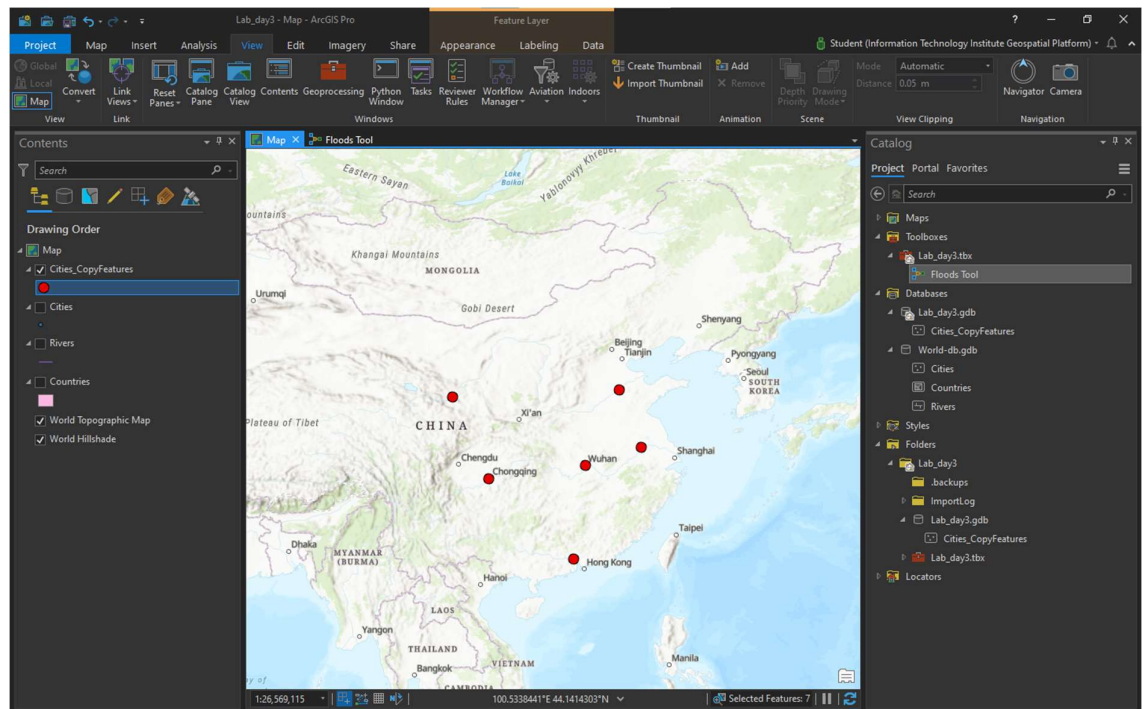 Lab_day3 - Map - ArcGIS Pro
Feature Layer
?
Project Map Insert Analysis View Edit Imagery Share Appearance Labeling Data
Student (Information Technology Institute Geospatial Platform)
Global
Local
Map
Convert
Link Views
Reset Panes
Catalog Pane
Catalog View
Contents
Geoprocessing
Python Window
Tasks
Reviewer Rules
Workflow Manager
Aviation
Indoors
Create Thumbnail
Import Thumbnail
Add
Remove
Depth Priority
Drawing Mode
Mode Automatic
Distance 0.05 m
Navigator
Camera
View Link Windows Thumbnail Animation Scene View Clipping Navigation
Contents
Search
Drawing Order
Map
Cities_CopyFeatures
Cities
Rivers
Countries
World Topographic Map
World Hillshade
Map Floods Tool
Yablonovyy Khrebet
Eastern Sayan
Lake Baikal
ountains
Khangai Mountains
MONGOLIA
Urumqi
Gobi Desert
Shenyang
Beijing
Tianjin
Pyongyang
Seoul
SOUTH KOREA
Xi'an
Plateau of Tibet
CHINA
Chengdu
Wuhan
Shanghai
Chongqing
Taipei
Dhaka
MYANMAR (BURMA)
Hong Kong
Hanoi
LAOS
Yangon
THAILAND
Manila
Bangkok
VIETNAM
ay of
CAMBODIA
1:26,569,115
100.5338441°E 44.1414303°N
Selected Features: 7
Catalog
Project Portal Favorites
Search
Maps
Toolboxes
Lab_day3.tbx
Floods Tool
Databases
Lab_day3.gdb
Cities_CopyFeatures
World-db.gdb
Cities
Countries
Rivers
Styles
Folders
Lab_day3
.backups
ImportLog
Lab_day3.gdb
Cities_CopyFeatures
Lab_day3.tbx
Locators